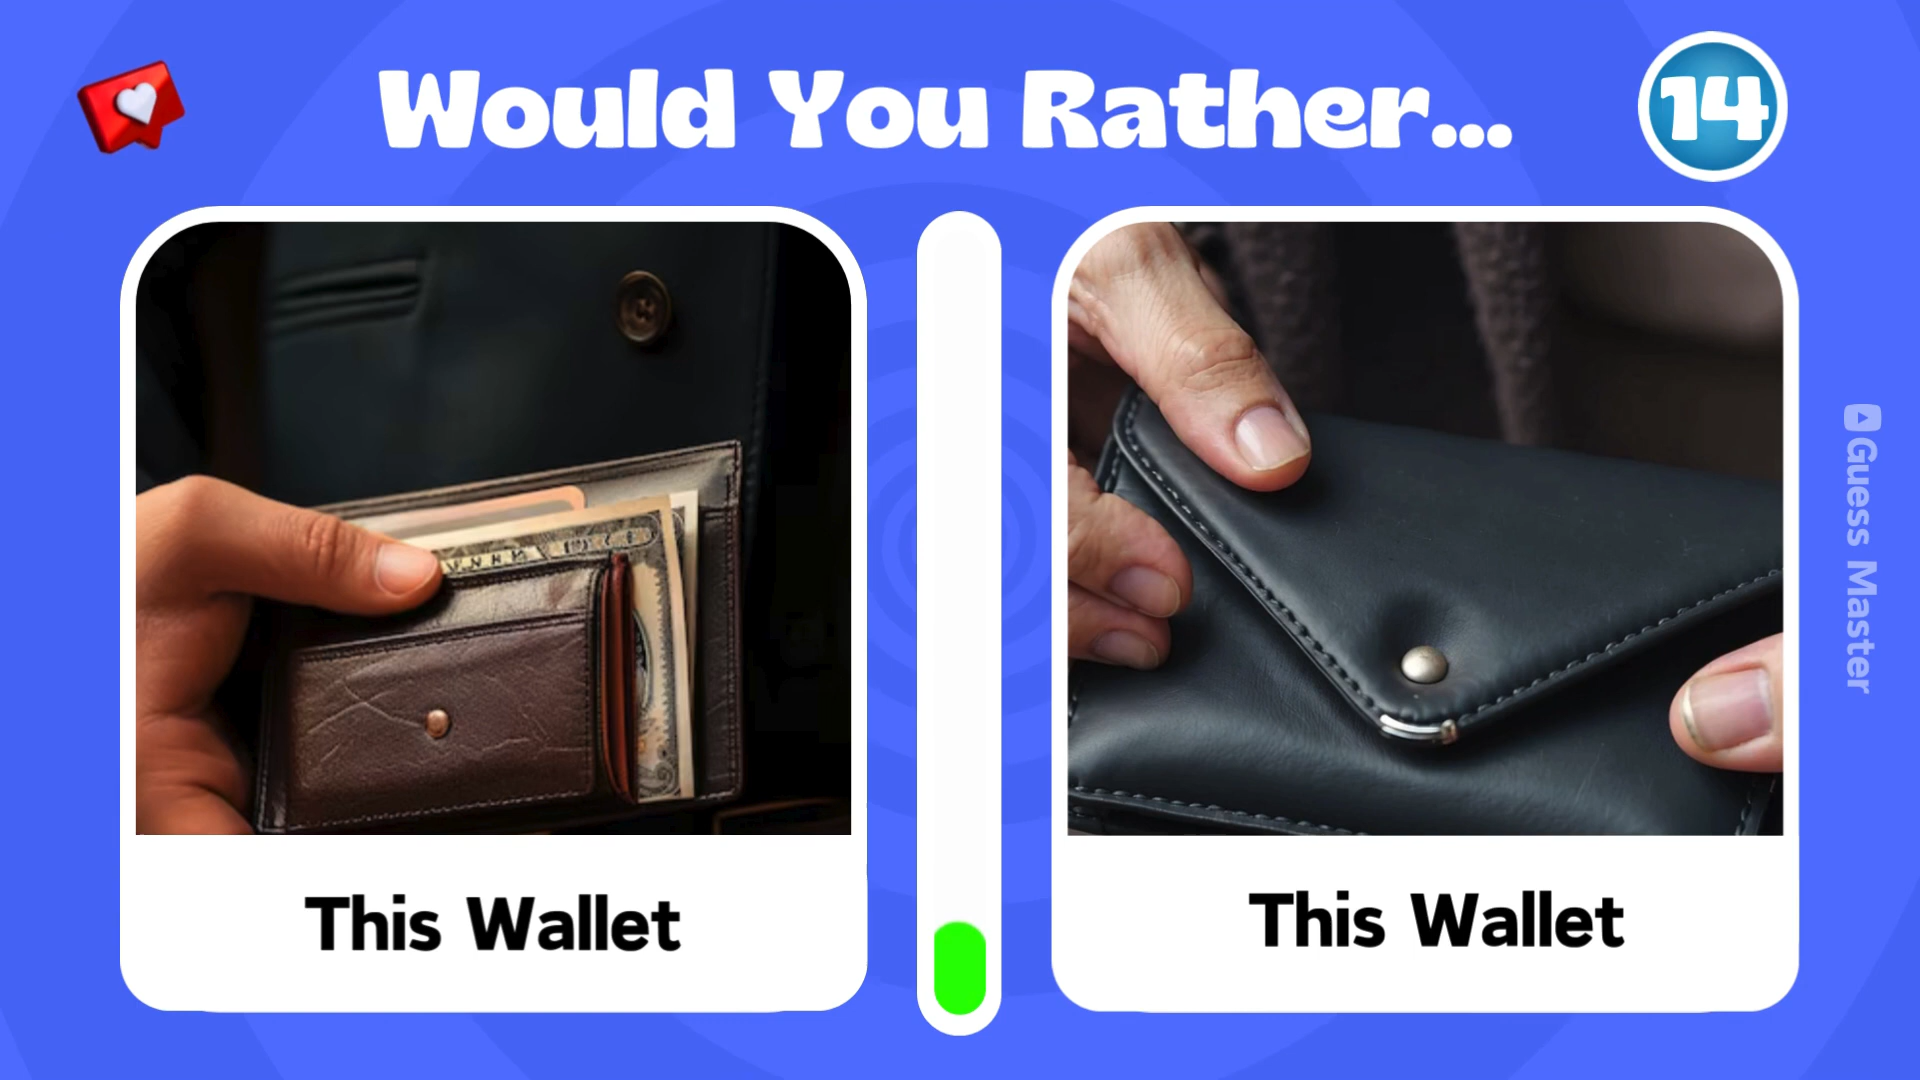 Would You Rather...
14
This Wallet
This Wallet
Guess Master